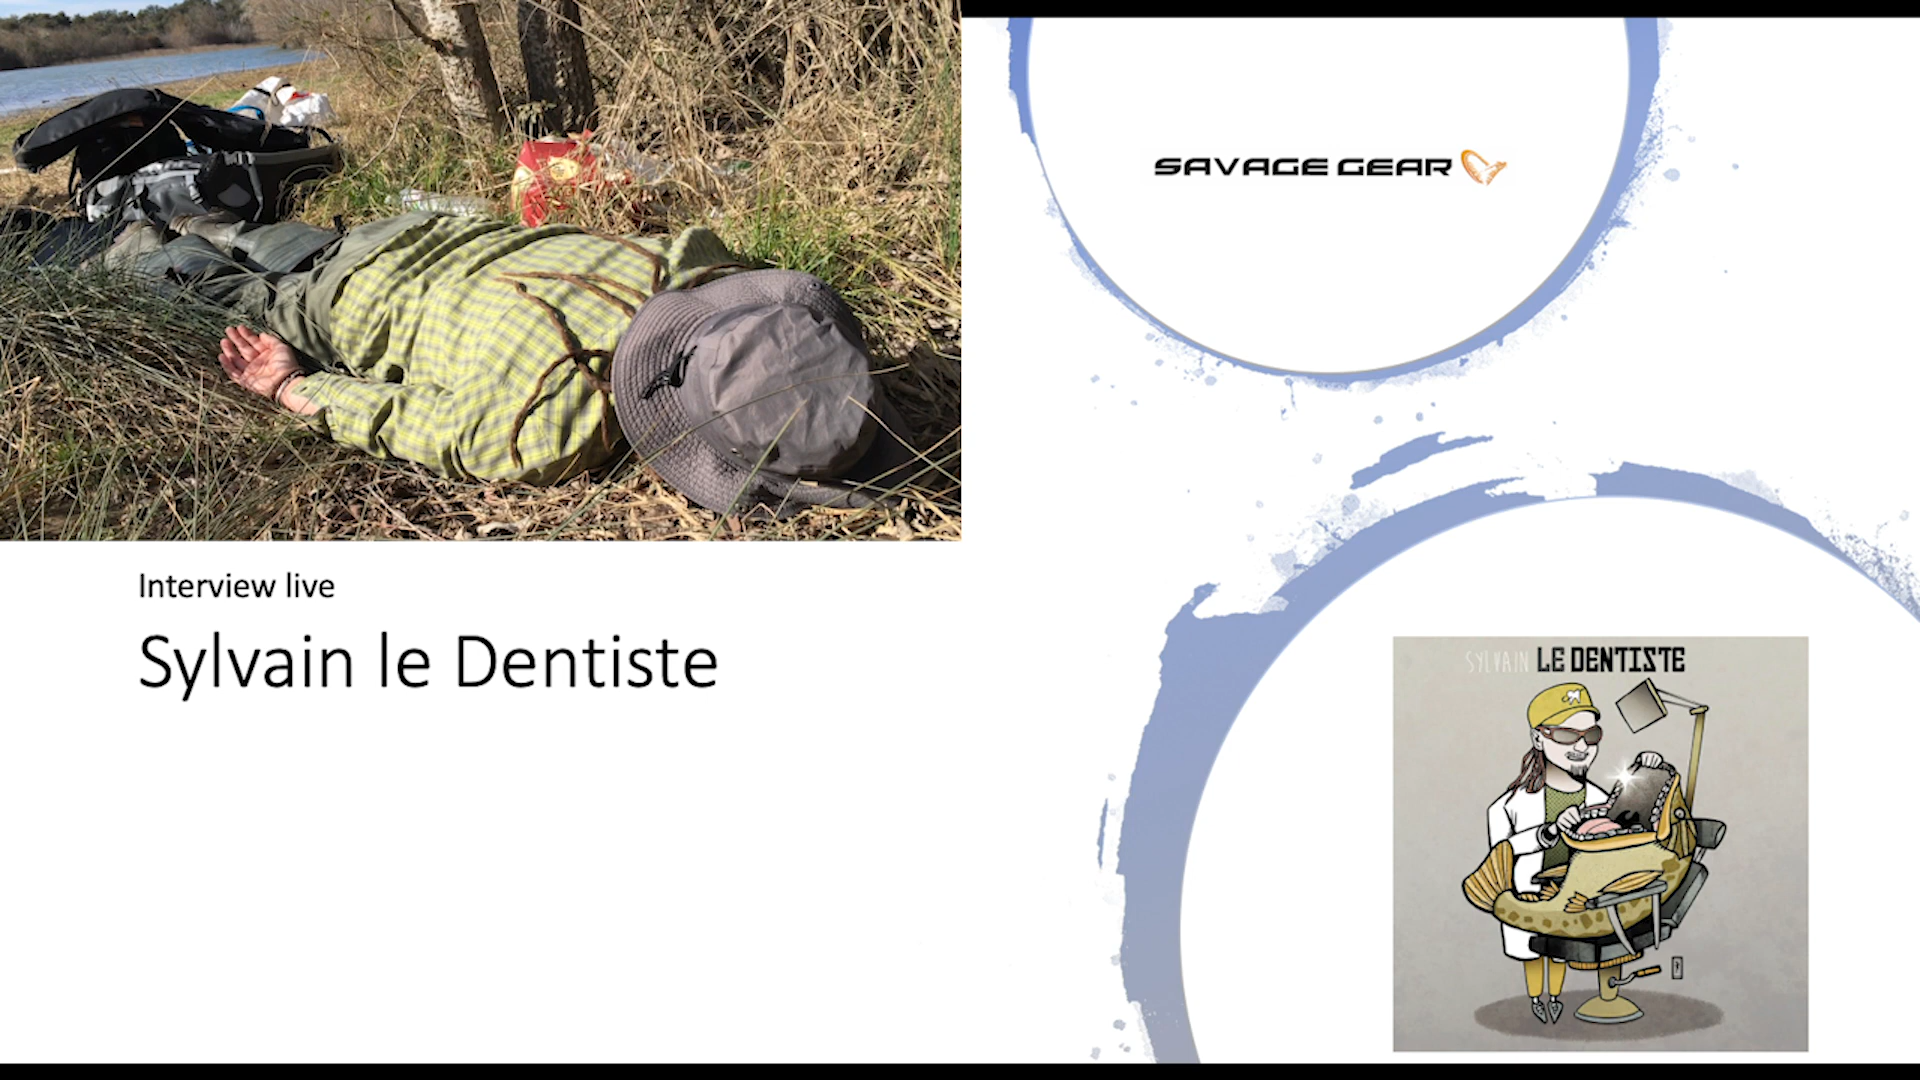 SAVAGE GEAR
Interview live
Sylvain le Dentiste
SYLVAIN LE DENTISTE